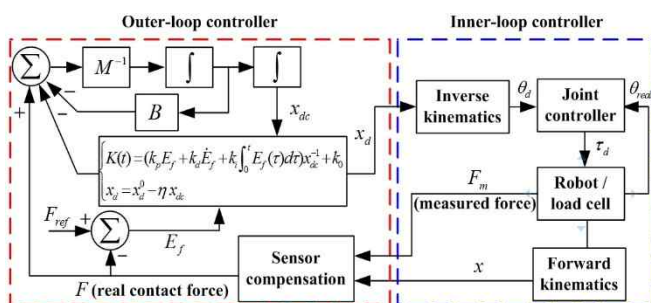 Outer-loop controller
Inner-loop controller
Σ
M⁻¹
∫
∫
−
−
+
B
x_dc
x_d
K(t) = (k_p E_f + k_d Ė_f + k_i ∫₀ᵗ E_f(τ)dτ)x_dc⁻¹ + k₀
x_d = x_d⁰ − η x_dc
F_ref
+
Σ
−
E_f
F (real contact force)
Sensor
compensation
Inverse
kinematics
θ_d
Joint
controller
θ_real
τ_d
F_m
(measured force)
Robot /
load cell
x
Forward
kinematics